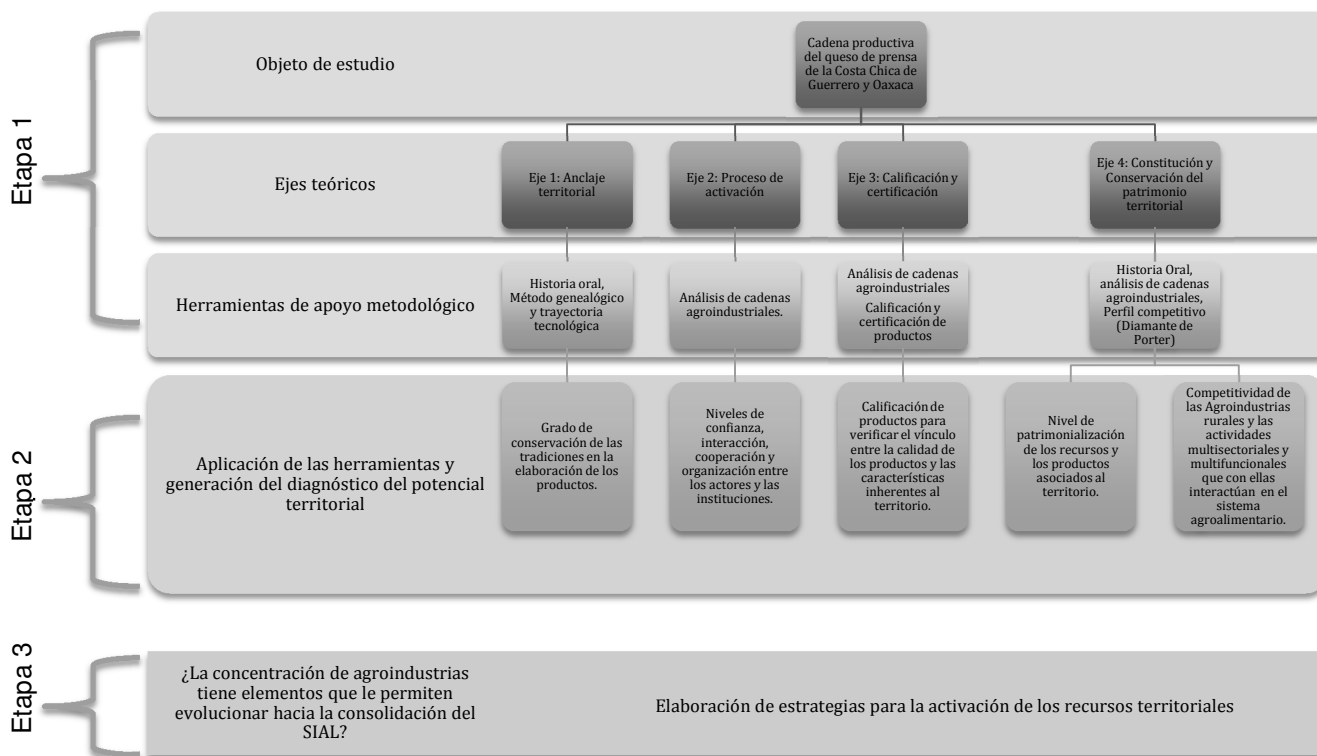 Etapa 1
Objeto de estudio
Cadena productiva
del queso de prensa
de la Costa Chica de
Guerrero y Oaxaca
Ejes teóricos
Eje 1: Anclaje
territorial
Eje 2: Proceso de
activación
Eje 3: Calificación y
certificación
Eje 4: Constitución y
Conservación del
patrimonio
territorial
Herramientas de apoyo metodológico
Historia oral,
Método genealógico
y trayectoria
tecnológica
Análisis de cadenas
agroindustriales.
Análisis de cadenas
agroindustriales
Calificación y
certificación de
productos
Historia Oral,
análisis de cadenas
agroindustriales,
Perfil competitivo
(Diamante de
Porter)
Etapa 2
Aplicación de las herramientas y
generación del diagnóstico del potencial
territorial
Grado de
conservación de las
tradiciones en la
elaboración de los
productos.
Niveles de
confianza,
interacción,
cooperación y
organización entre
los actores y las
instituciones.
Calificación de
productos para
verificar el vínculo
entre la calidad de
los productos y las
características
inherentes al
territorio.
Nivel de
patrimonialización
de los recursos y
los productos
asociados al
territorio.
Competitividad de
las Agroindustrias
rurales y las
actividades
multisectoriales y
multifuncionales
que con ellas
interactúan en el
sistema
agroalimentario.
Etapa 3
¿La concentración de agroindustrias
tiene elementos que le permiten
evolucionar hacia la consolidación del
SIAL?
Elaboración de estrategias para la activación de los recursos territoriales